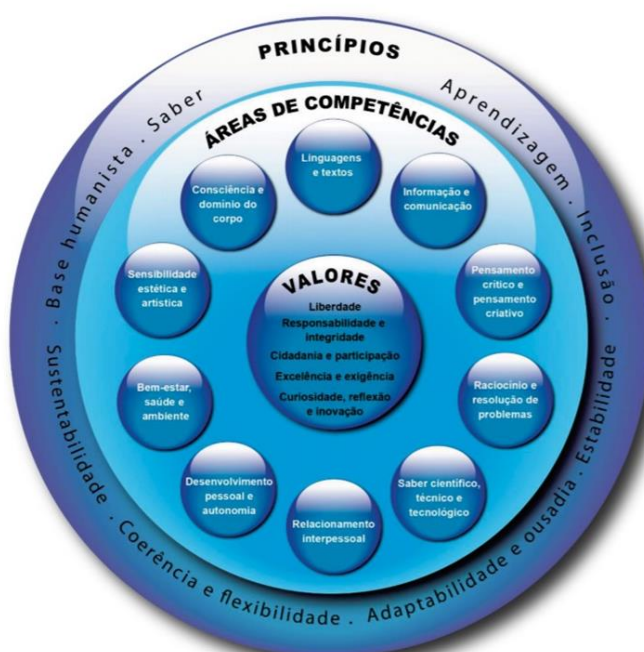 PRINCÍPIOS
Base humanista . Saber
Aprendizagem . Inclusão .
Sustentabilidade . Coerência e flexibilidade . Adaptabilidade e ousadia . Estabilidade .
ÁREAS DE COMPETÊNCIAS
Linguagens
e textos
Informação e
comunicação
Pensamento
crítico e
pensamento
criativo
Raciocínio e
resolução de
problemas
Saber científico,
técnico e
tecnológico
Relacionamento
interpessoal
Desenvolvimento
pessoal e
autonomia
Bem-estar,
saúde e
ambiente
Sensibilidade
estética e
artística
Consciência e
domínio do
corpo
VALORES
Liberdade
Responsabilidade e
integridade
Cidadania e participação
Excelência e exigência
Curiosidade, reflexão
e inovação